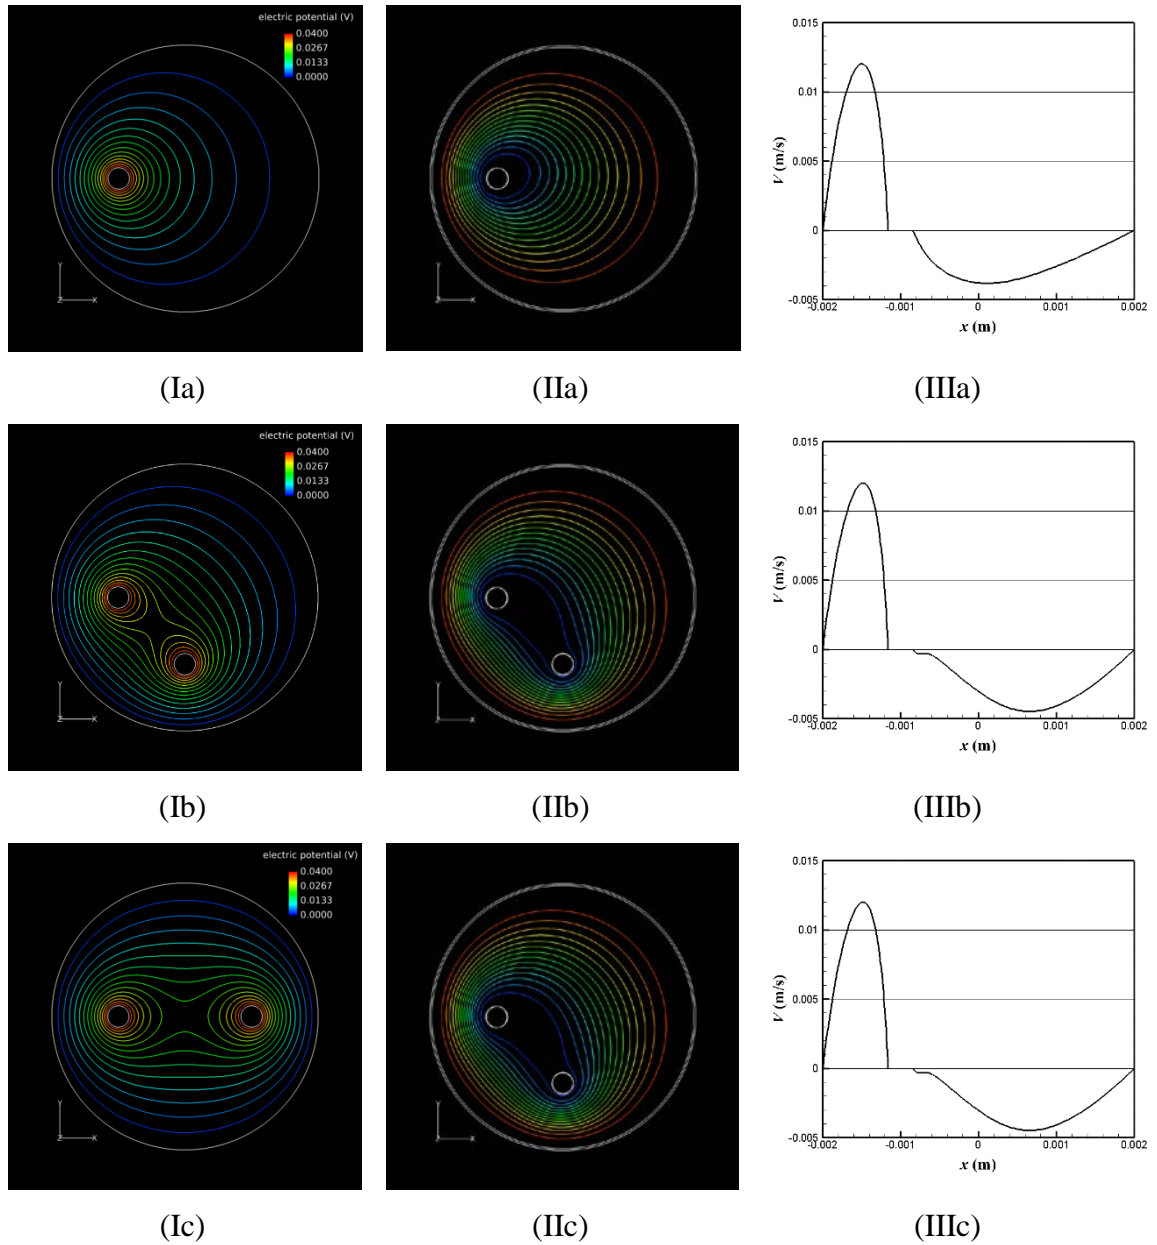 electric potential (V)
0.0400
0.0267
0.0133
0.0000
Y
Z
X
(Ia)
(IIa)
0.015
0.01
0.005
0
-0.005
V (m/s)
-0.002
-0.001
0
0.001
0.002
x (m)
(IIIa)
electric potential (V)
0.0400
0.0267
0.0133
0.0000
Y
Z
X
(Ib)
(IIb)
0.015
0.01
0.005
0
-0.005
V (m/s)
-0.002
-0.001
0
0.001
0.002
x (m)
(IIIb)
electric potential (V)
0.0400
0.0267
0.0133
0.0000
Y
Z
X
(Ic)
(IIc)
0.015
0.01
0.005
0
-0.005
V (m/s)
-0.002
-0.001
0
0.001
0.002
x (m)
(IIIc)